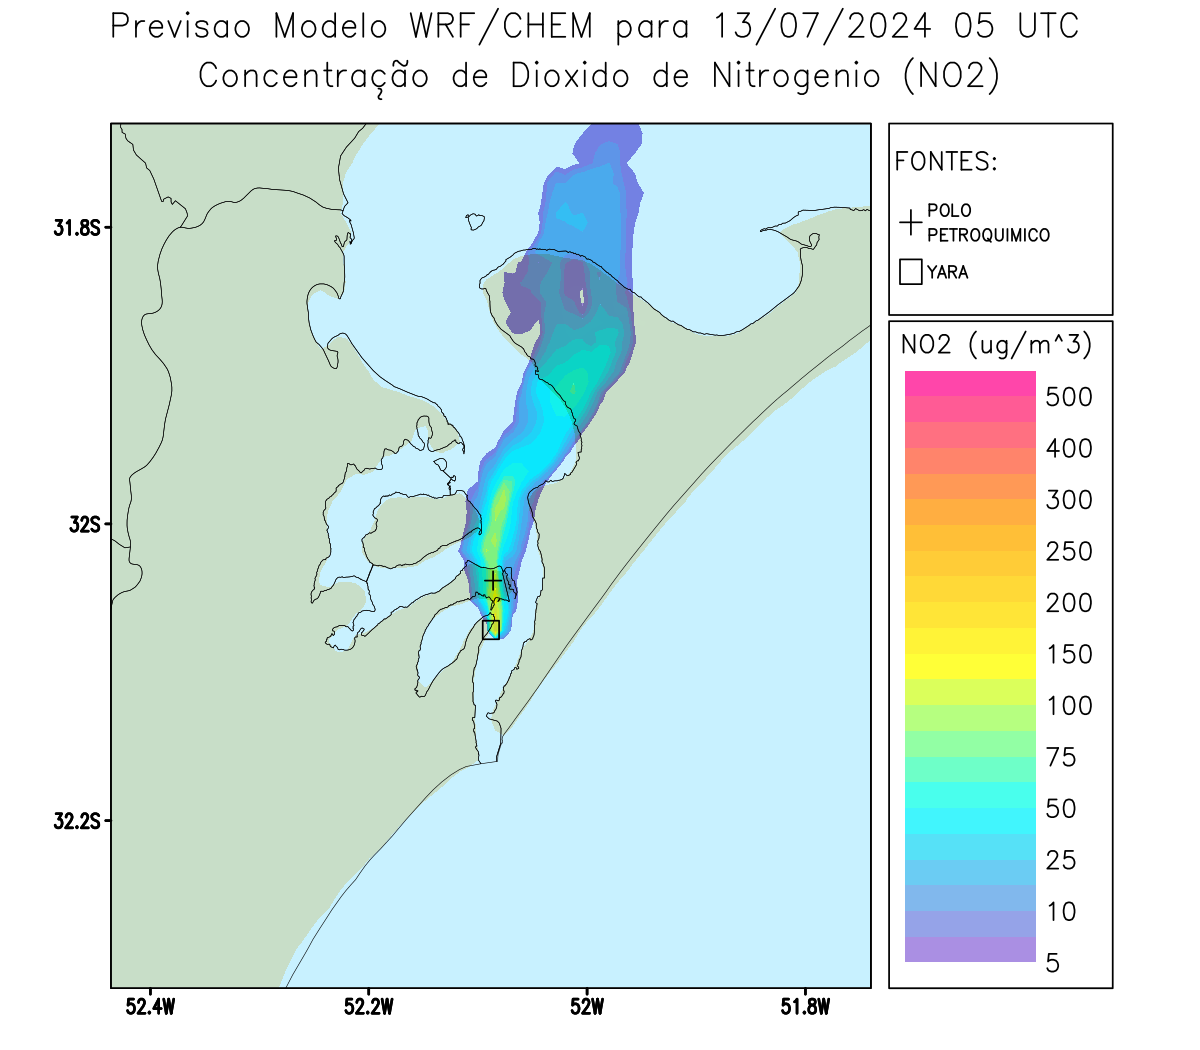 Previsao Modelo WRF/CHEM para 13/07/2024 05 UTC
Concentração de Dioxido de Nitrogenio (NO2)
FONTES:
POLO
PETROQUIMICO
YARA
NO2 (ug/m^3)
500
400
300
250
200
150
100
75
50
25
10
5
31.8S
32S
32.2S
52.4W
52.2W
52W
51.8W